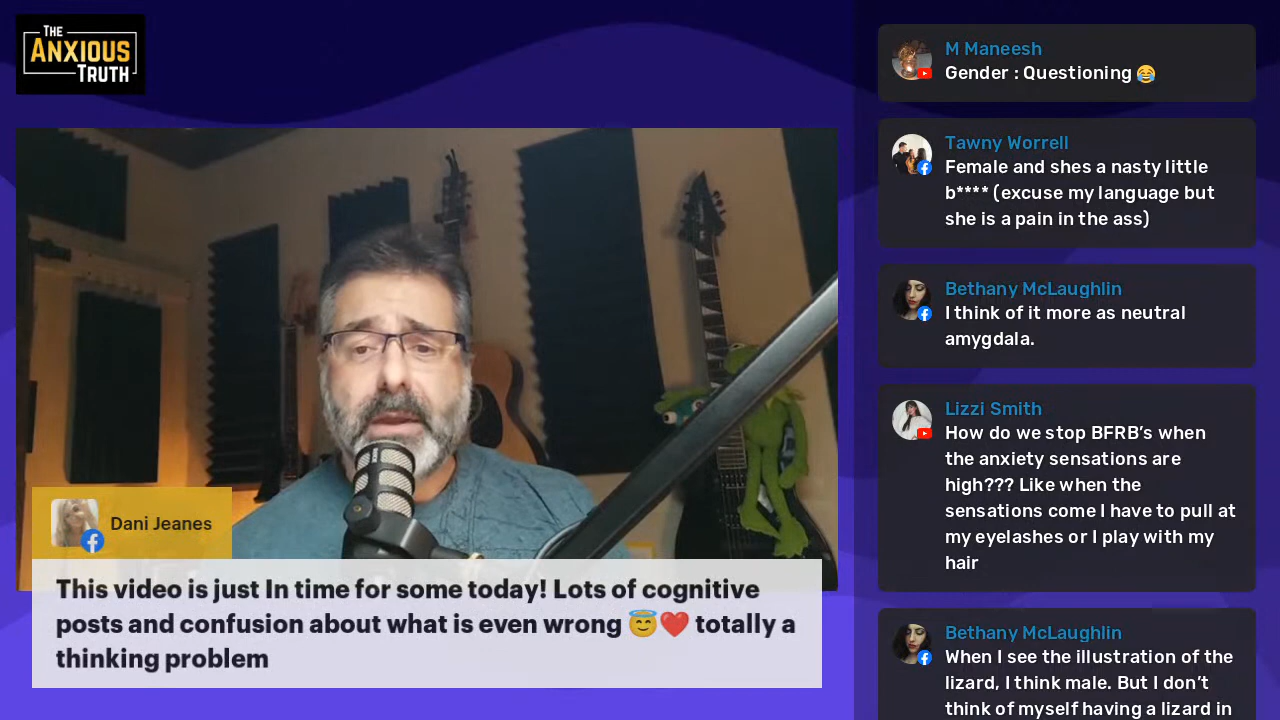 THE
ANXIOUS
TRUTH
Dani Jeanes
This video is just In time for some today! Lots of cognitive
posts and confusion about what is even wrong 😇❤️ totally a
thinking problem
M Maneesh
Gender : Questioning 😂
Tawny Worrell
Female and shes a nasty little
b**** (excuse my language but
she is a pain in the ass)
Bethany McLaughlin
I think of it more as neutral
amygdala.
Lizzi Smith
How do we stop BFRB’s when
the anxiety sensations are
high??? Like when the
sensations come I have to pull at
my eyelashes or I play with my
hair
Bethany McLaughlin
When I see the illustration of the
lizard, I think male. But I don’t
think of myself having a lizard in